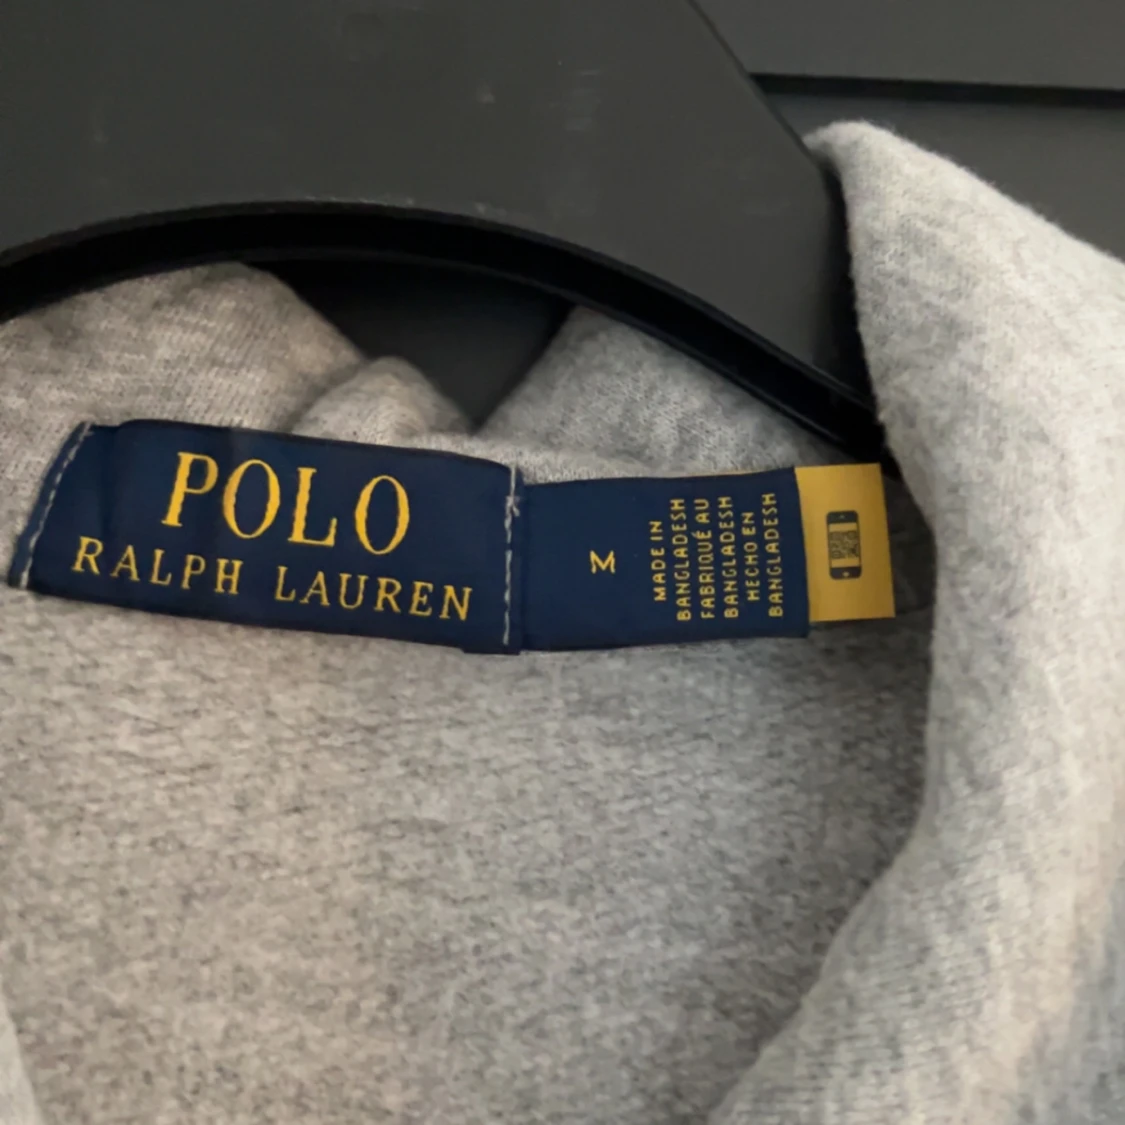 POLO
RALPH LAUREN
M
MADE IN
BANGLADESH
FABRIQUÉ AU
BANGLADESH
HECHO EN
BANGLADESH